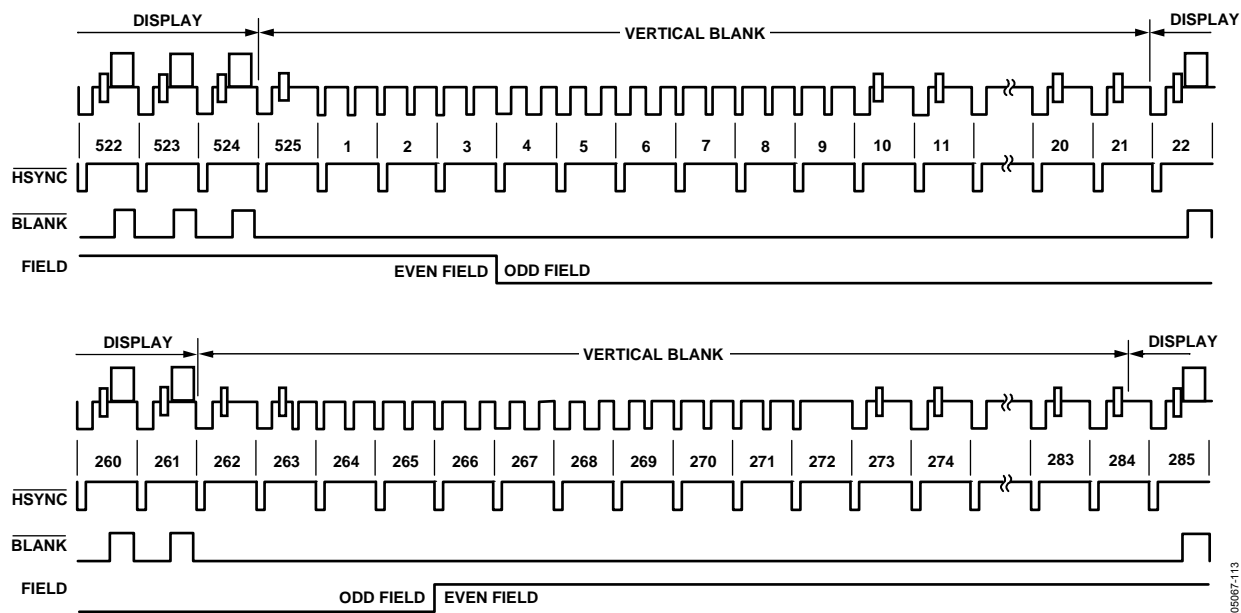 DISPLAY VERTICAL BLANK DISPLAY
522 523 524 525 1 2 3 4 5 6 7 8 9 10 11 20 21 22
HSYNC
BLANK
FIELD EVEN FIELD ODD FIELD
DISPLAY VERTICAL BLANK DISPLAY
260 261 262 263 264 265 266 267 268 269 270 271 272 273 274 283 284 285
HSYNC
BLANK
FIELD ODD FIELD EVEN FIELD
05067-113